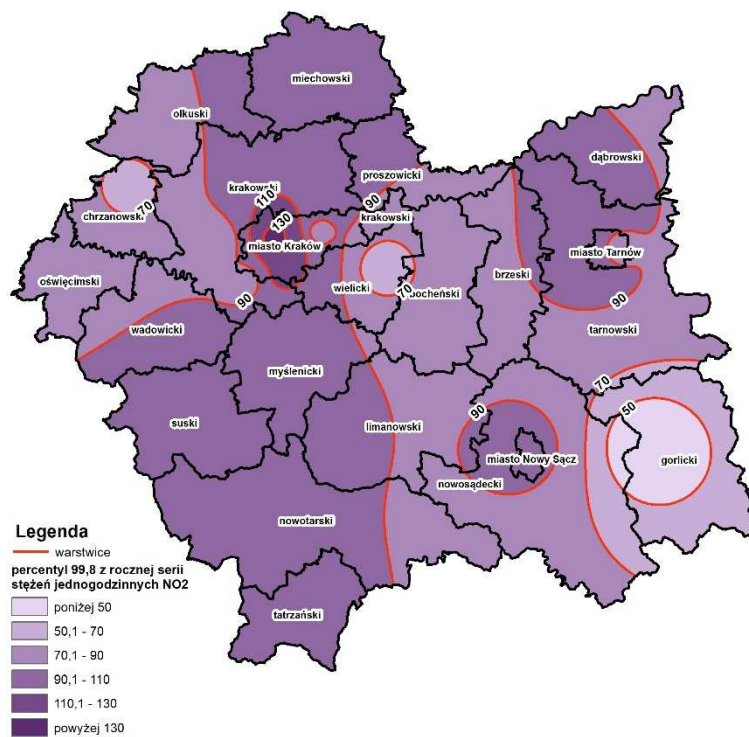 miechowski
olkuski
dąbrowski
proszowicki
krakowski
110
90
chrzanowski
70
130
krakowski
miasto Kraków
miasto Tarnów
oświęcimski
wielicki
brzeski
70
bocheński
90
90
wadowicki
tarnowski
myślenicki
70
50
90
suski
limanowski
miasto Nowy Sącz
gorlicki
nowosądecki
nowotarski
tatrzański
Legenda
warstwice
percentyl 99,8 z rocznej serii
stężeń jednogodzinnych NO2
poniżej 50
50,1 - 70
70,1 - 90
90,1 - 110
110,1 - 130
powyżej 130